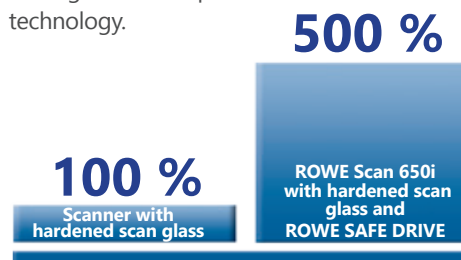 technology.
500 %
100 %
Scanner with
hardened scan glass
ROWE Scan 650i
with hardened scan
glass and
ROWE SAFE DRIVE